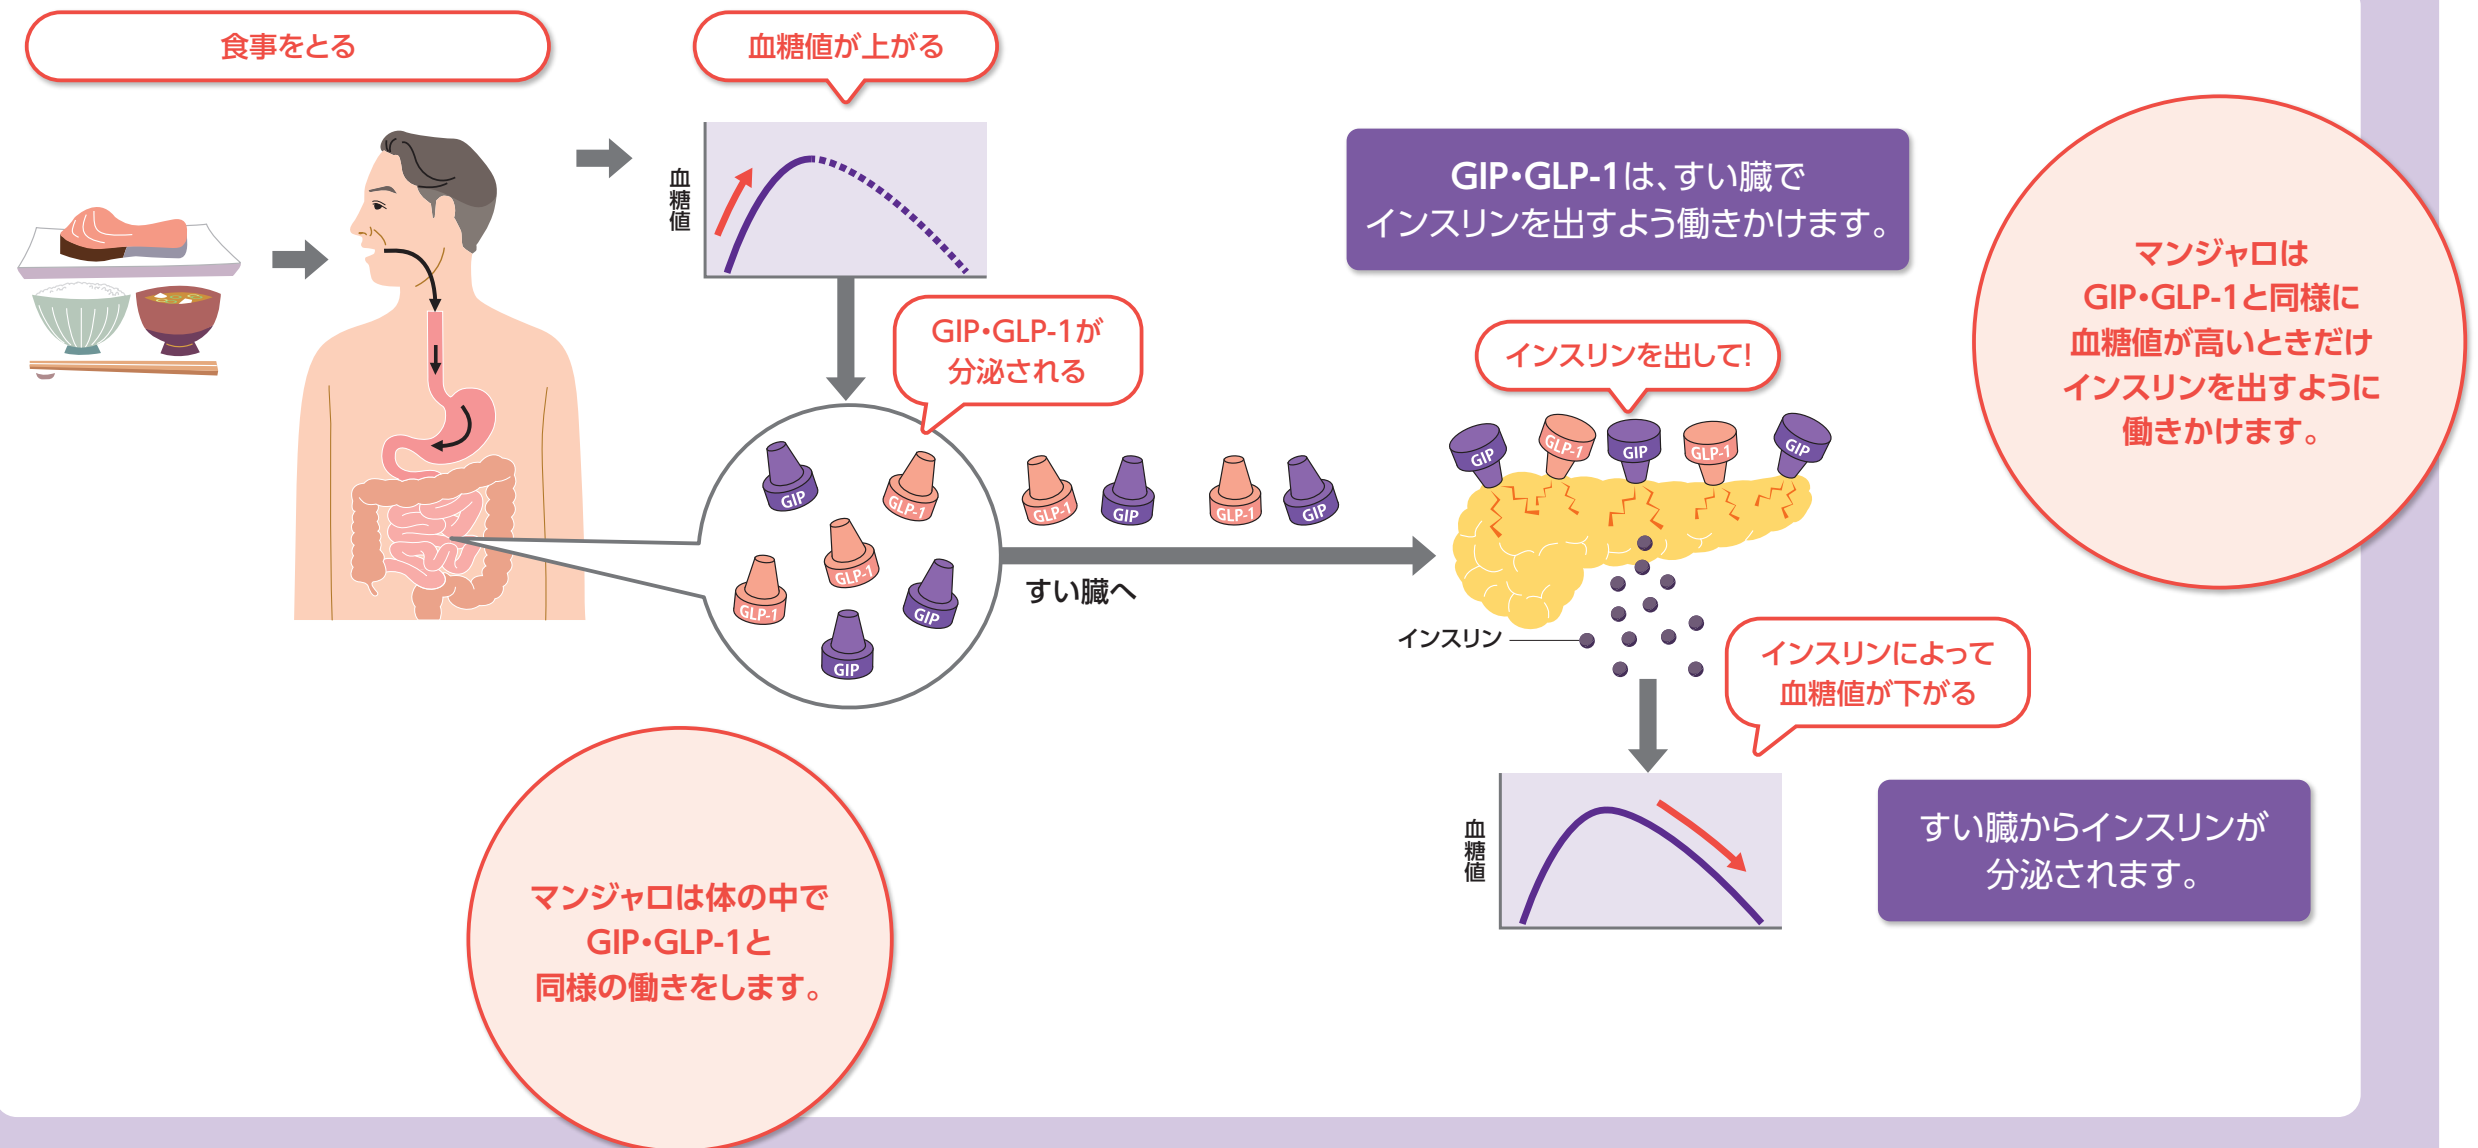 食事をとる
血糖値が上がる
血糖値
GIP・GLP-1が
分泌される
GIP
GLP-1
GLP-1
GLP-1
GIP
GIP
GLP-1
GIP
GLP-1
GIP
すい臓へ
GIP・GLP-1は、すい臓で
インスリンを出すよう働きかけます。
インスリンを出して!
GIP
GLP-1
GIP
GLP-1
GIP
インスリン
インスリンによって
血糖値が下がる
血糖値
すい臓からインスリンが
分泌されます。
マンジャロは
GIP・GLP-1と同様に
血糖値が高いときだけ
インスリンを出すように
働きかけます。
マンジャロは体の中で
GIP・GLP-1と
同様の働きをします。